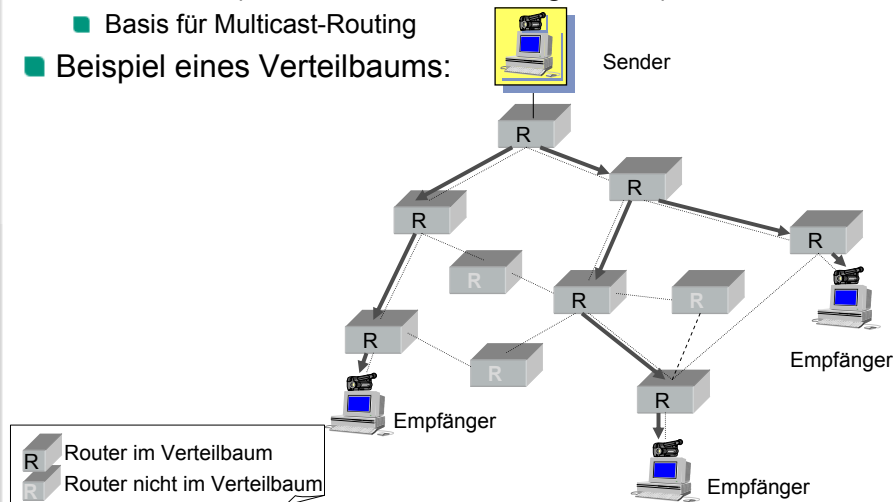 Basis für Multicast-Routing
Beispiel eines Verteilbaums:
Sender
R
R
R
R
R
R
R
R
R
R
Empfänger
Empfänger
Empfänger
R Router im Verteilbaum
R Router nicht im Verteilbaum